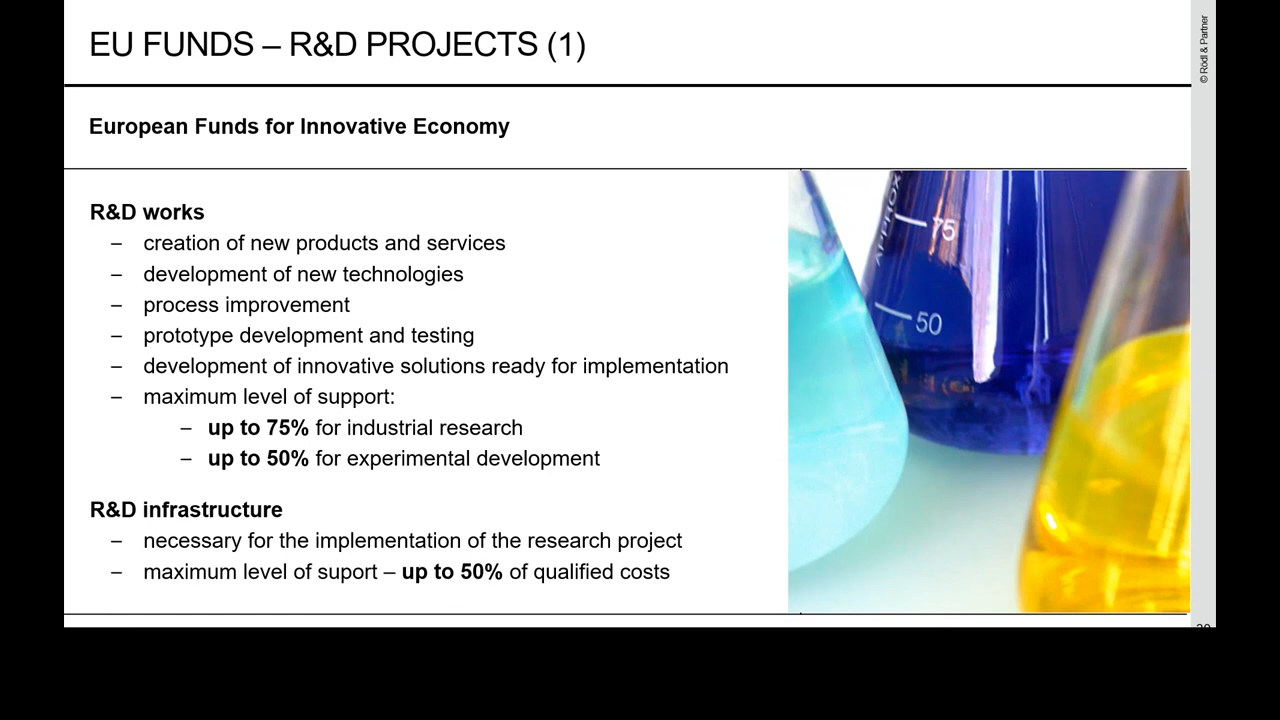 EU FUNDS – R&D PROJECTS (1)
© Rödl & Partner
European Funds for Innovative Economy
R&D works
– creation of new products and services
– development of new technologies
– process improvement
– prototype development and testing
– development of innovative solutions ready for implementation
– maximum level of support:
– up to 75% for industrial research
– up to 50% for experimental development
R&D infrastructure
– necessary for the implementation of the research project
– maximum level of suport – up to 50% of qualified costs
75
50